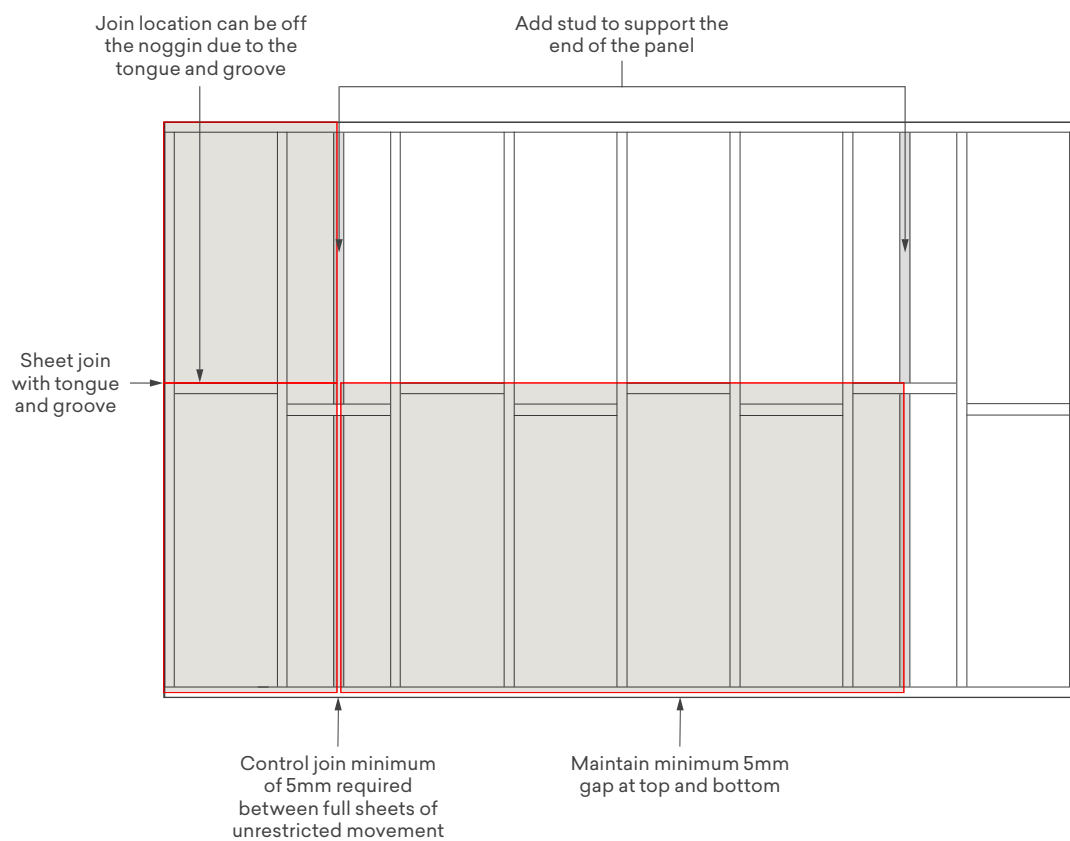 Join location can be off
the noggin due to the
tongue and groove
Add stud to support the
end of the panel
Sheet join
with tongue
and groove
Control join minimum
of 5mm required
between full sheets of
unrestricted movement
Maintain minimum 5mm
gap at top and bottom